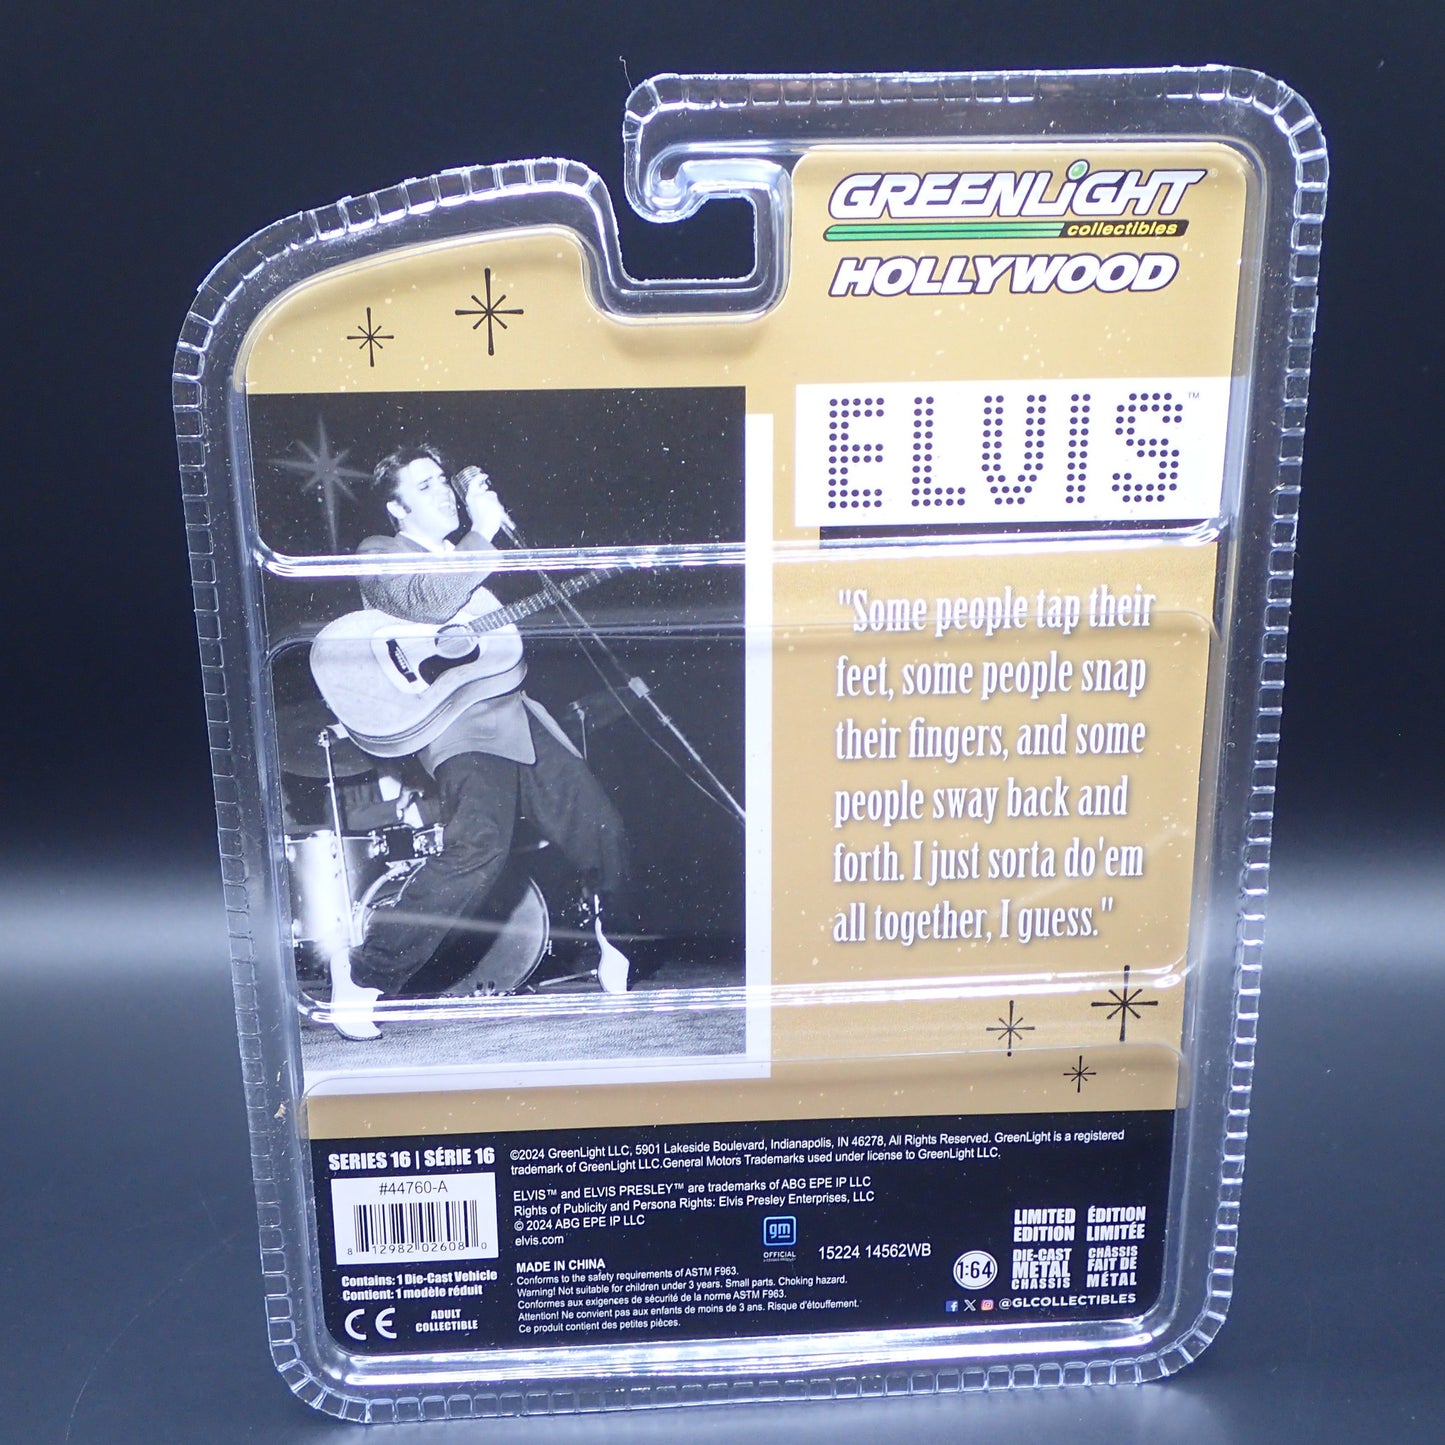 GREENLIGHT®
collectibles
HOLLYWOOD
ELVIS™
"Some people tap their
feet, some people snap
their fingers, and some
people sway back and
forth. I just sorta do'em
all together, I guess."
SERIES 16 | SÉRIE 16
#44760-A
8 12982 02608 0
Contains: 1 Die-Cast Vehicle
Contient: 1 modèle réduit
CE
ADULT
COLLECTIBLE
©2024 GreenLight LLC, 5901 Lakeside Boulevard, Indianapolis, IN 46278, All Rights Reserved. GreenLight is a registered
trademark of GreenLight LLC.General Motors Trademarks used under license to GreenLight LLC.
ELVIS™ and ELVIS PRESLEY™ are trademarks of ABG EPE IP LLC
Rights of Publicity and Persona Rights: Elvis Presley Enterprises, LLC
© 2024 ABG EPE IP LLC
elvis.com
gm
OFFICIAL
15224 14562WB
MADE IN CHINA
Conforms to the safety requirements of ASTM F963.
Warning! Not suitable for children under 3 years. Small parts. Choking hazard.
Conformes aux exigences de sécurité de la norme ASTM F963.
Attention! Ne convient pas aux enfants de moins de 3 ans. Risque d'étouffement.
Ce produit contient des petites pièces.
LIMITED
EDITION
ÉDITION
LIMITÉE
1:64
DIE-CAST
METAL
CHASSIS
CHÂSSIS
FAIT DE
MÉTAL
@GLCOLLECTIBLES